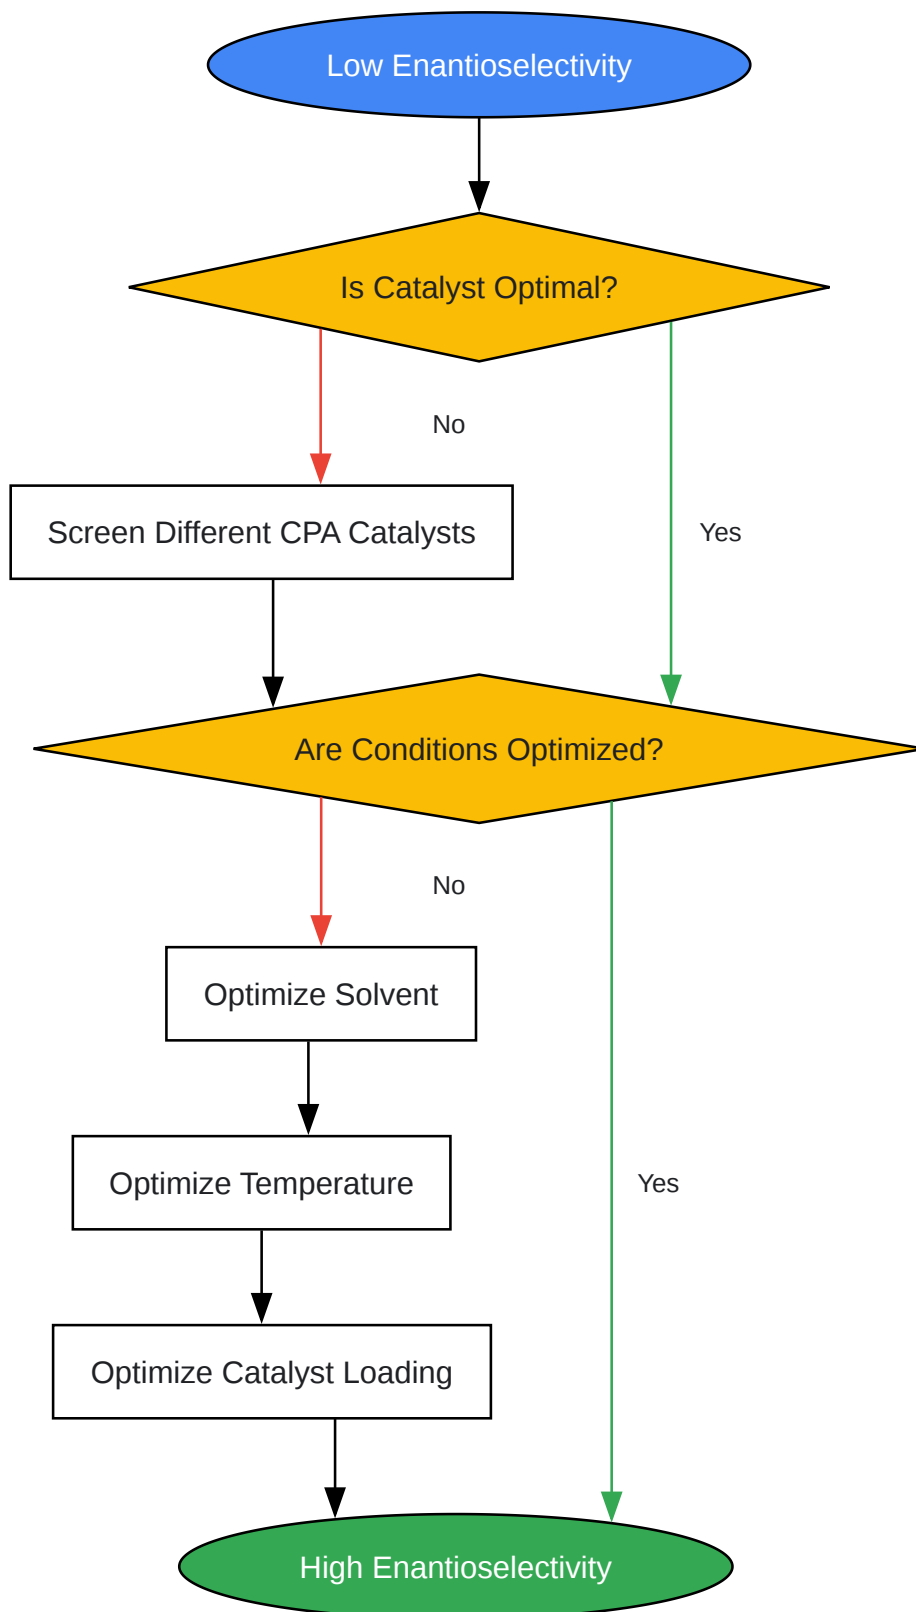 Low Enantioselectivity
Is Catalyst Optimal?
No
Screen Different CPA Catalysts
Yes
Are Conditions Optimized?
No
Optimize Solvent
Optimize Temperature
Yes
Optimize Catalyst Loading
High Enantioselectivity